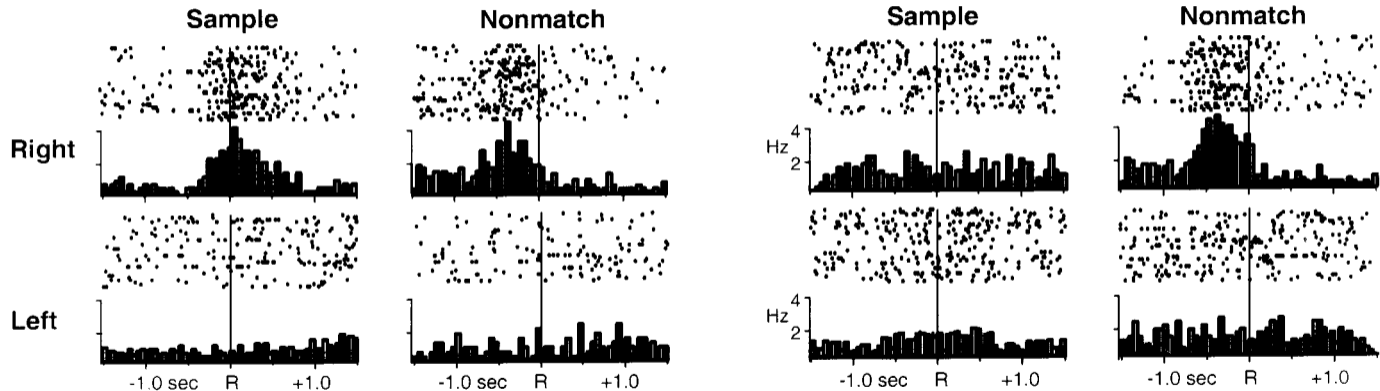 Sample Nonmatch Sample Nonmatch
Right
4
Hz
2
Left
4
Hz
2
-1.0 sec R +1.0 -1.0 sec R +1.0 -1.0 sec R +1.0 -1.0 sec R +1.0